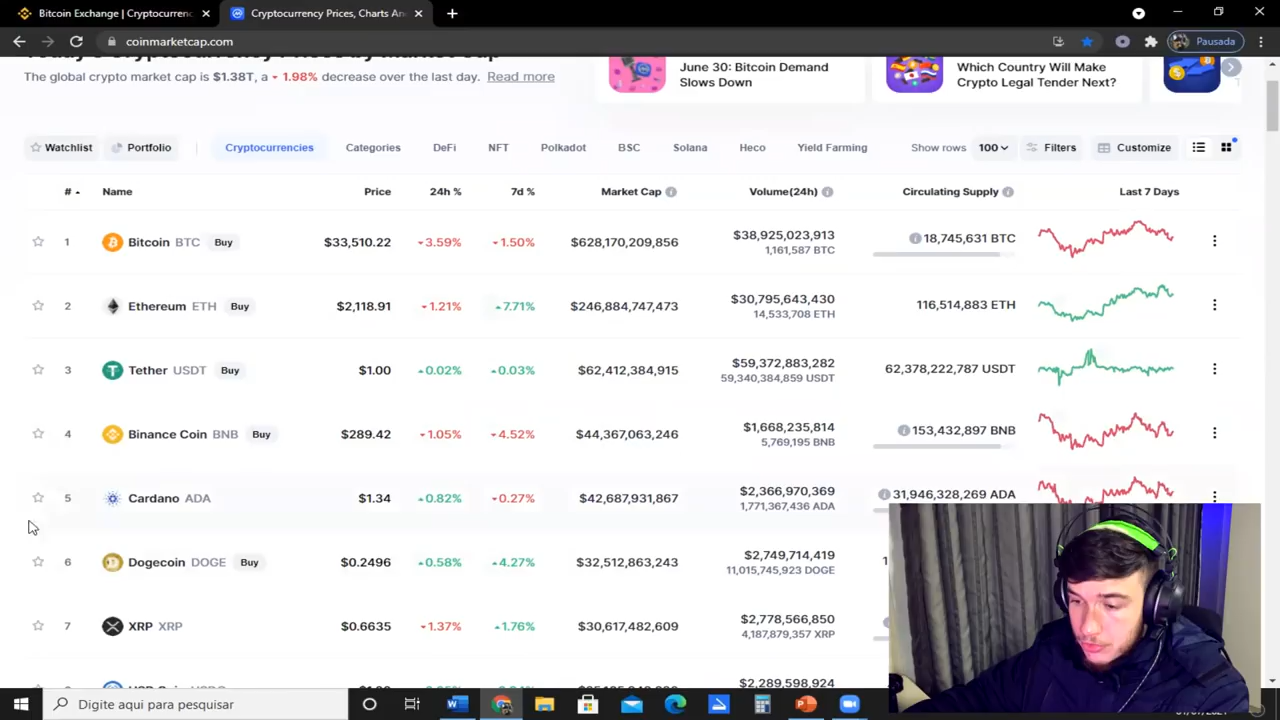 Bitcoin Exchange | Cryptocurrenc
Cryptocurrency Prices, Charts An
coinmarketcap.com
Pausada
The global crypto market cap is $1.38T, a 1.98% decrease over the last day. Read more
June 30: Bitcoin Demand
Slows Down
Which Country Will Make
Crypto Legal Tender Next?
Watchlist Portfolio Cryptocurrencies Categories DeFi NFT Polkadot BSC Solana Heco Yield Farming Show rows 100 Filters Customize
# Name Price 24h % 7d % Market Cap Volume(24h) Circulating Supply Last 7 Days
1 Bitcoin BTC Buy $33,510.22 3.59% 1.50% $628,170,209,856 $38,925,023,913 18,745,631 BTC
1,161,587 BTC
2 Ethereum ETH Buy $2,118.91 1.21% 7.71% $246,884,747,473 $30,795,643,430 116,514,883 ETH
14,533,708 ETH
3 Tether USDT Buy $1.00 0.02% 0.03% $62,412,384,915 $59,372,883,282 62,378,222,787 USDT
59,340,384,859 USDT
4 Binance Coin BNB Buy $289.42 1.05% 4.52% $44,367,063,246 $1,668,235,814 153,432,897 BNB
5,769,195 BNB
5 Cardano ADA $1.34 0.82% 0.27% $42,687,931,867 $2,366,970,369 31,946,328,269 ADA
1,771,367,436 ADA
6 Dogecoin DOGE Buy $0.2496 0.58% 4.27% $32,512,863,243 $2,749,714,419
11,015,745,923 DOGE
7 XRP XRP $0.6635 1.37% 1.76% $30,617,482,609 $2,778,566,850
4,187,879,357 XRP
$2,289,598,924
Digite aqui para pesquisar